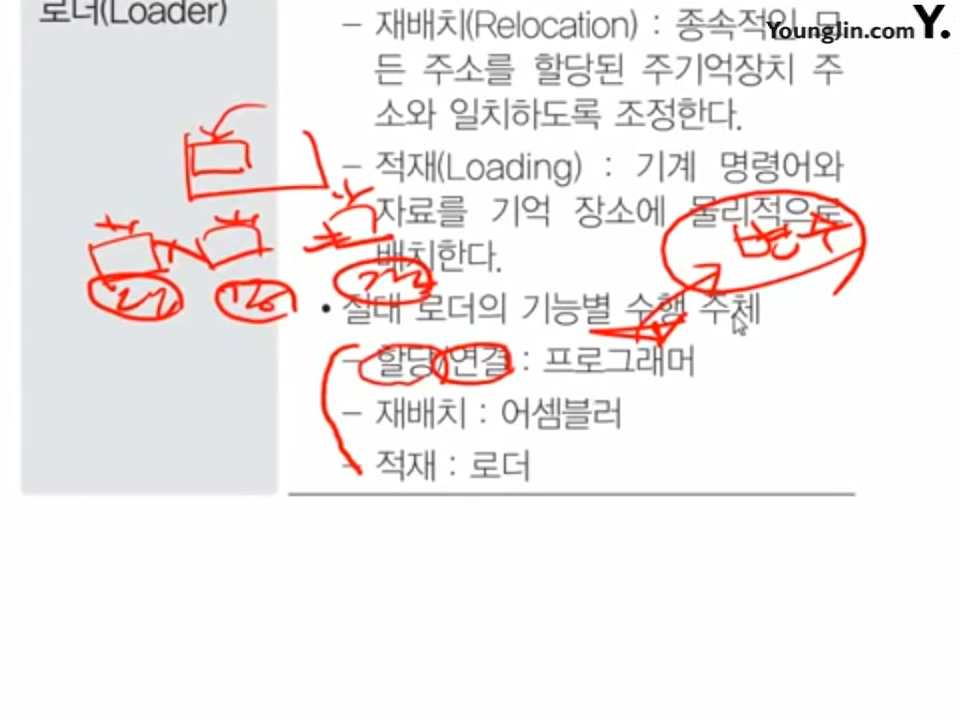 로더(Loader)
– 재배치(Relocation) : 종속적인 모
YoungJin.com Y.
든 주소를 할당된 주기억장치 주
소와 일치하도록 조정한다.
– 적재(Loading) : 기계 명령어와
자료를 기억 장소에 물리적으로
배치한다.
변수
• 절대 로더의 기능별 수행 주체
– 할당/연결 : 프로그래머
– 재배치 : 어셈블러
– 적재 : 로더